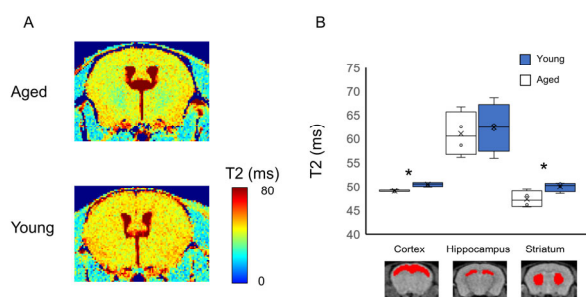 A
Aged
Young
T2 (ms)
80
0
B
Young
Aged
T2 (ms)
75
70
65
60
55
50
45
40
*
*
Cortex
Hippocampus
Striatum